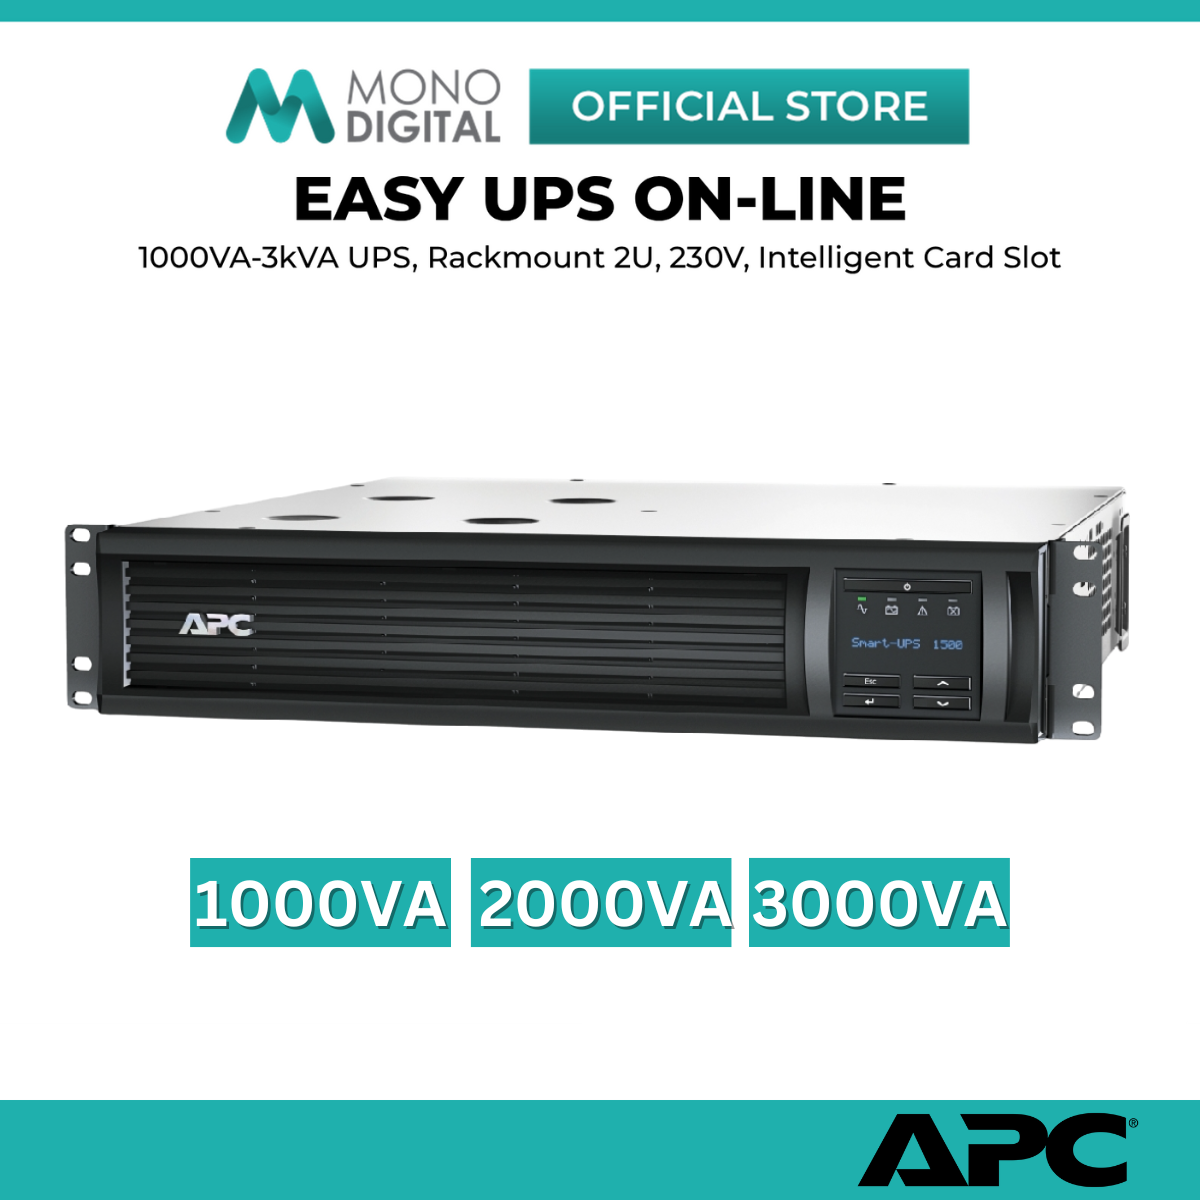 MONO
DIGITAL
OFFICIAL STORE
EASY UPS ON-LINE
1000VA-3kVA UPS, Rackmount 2U, 230V, Intelligent Card Slot
APC
Smart-UPS 1500
Esc
1000VA 2000VA 3000VA
APC®